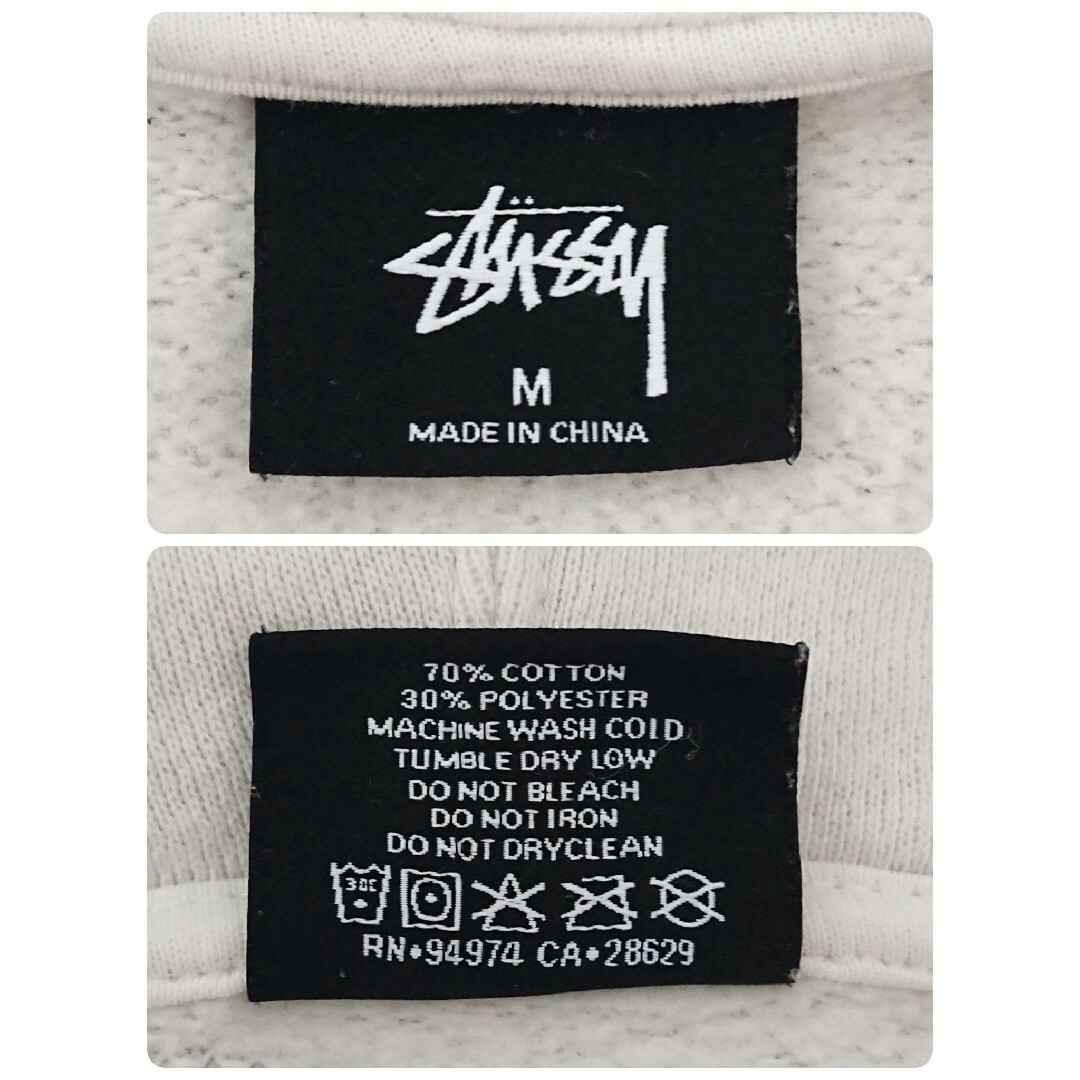 STÜSSY
M
MADE IN CHINA
70% COTTON
30% POLYESTER
MACHINE WASH COLD
TUMBLE DRY LOW
DO NOT BLEACH
DO NOT IRON
DO NOT DRYCLEAN
30C
RN•94974 CA•28629